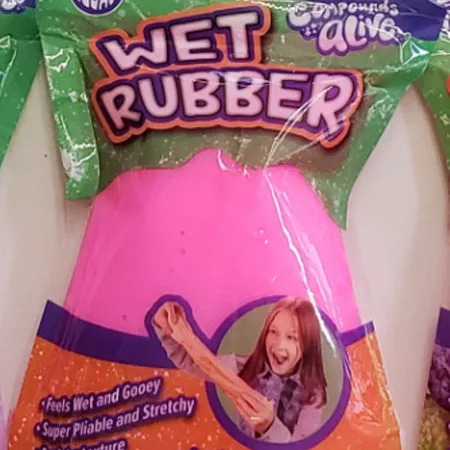 Compounds
alive
WET
RUBBER
•Feels Wet and Gooey
•Super Pliable and Stretchy